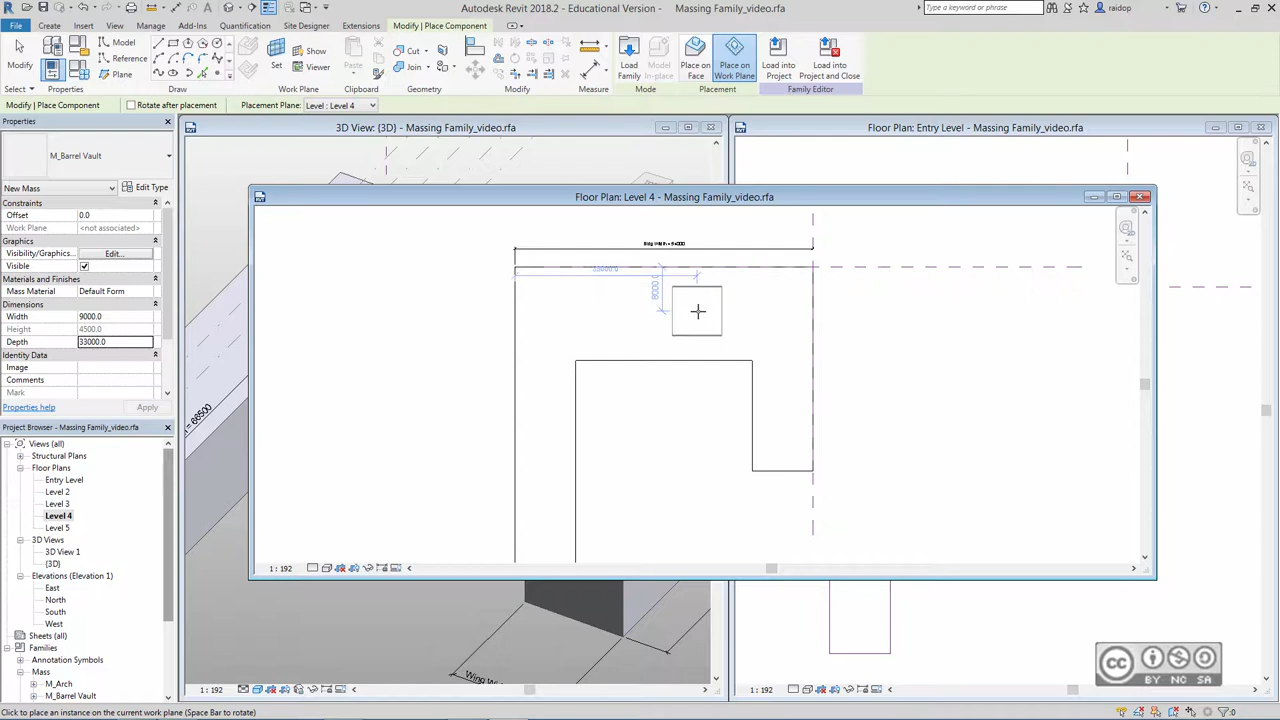 Autodesk Revit 2018.2 - Educational Version - Massing Family_video.rfa
Type a keyword or phrase
raidop
File Create Insert View Manage Add-Ins Quantification Site Designer Extensions Modify | Place Component
Modify
Model
Reference
Plane
Set
Show
Viewer
Paste
Cut
Join
Load Family
Model In-place
Place on Face
Place on Work Plane
Load into Project
Load into Project and Close
Select Properties Draw Work Plane Clipboard Geometry Modify Measure Mode Placement Family Editor
Modify | Place Component
Rotate after placement
Placement Plane: Level : Level 4
Properties
M_Barrel Vault
New Mass
Edit Type
Constraints
Offset 0.0
Work Plane <not associated>
Graphics
Visibility/Graphics... Edit...
Visible
Materials and Finishes
Mass Material Default Form
Dimensions
Width 9000.0
Height 4500.0
Depth 33000.0
Identity Data
Image
Comments
Mark
Properties help
Apply
Project Browser - Massing Family_video.rfa
Views (all)
Structural Plans
Floor Plans
Entry Level
Level 2
Level 3
Level 4
Level 5
3D Views
3D View 1
{3D}
Elevations (Elevation 1)
East
North
South
West
Sheets (all)
Families
Annotation Symbols
Mass
M_Arch
M_Barrel Vault
3D View: {3D} - Massing Family_video.rfa
= 68500
1 : 192
Floor Plan: Level 4 - Massing Family_video.rfa
33000.0
8000.0
1 : 192
Floor Plan: Entry Level - Massing Family_video.rfa
1 : 192
cc
BY NC SA
Click to place an instance on the current work plane (Space Bar to rotate)
:0